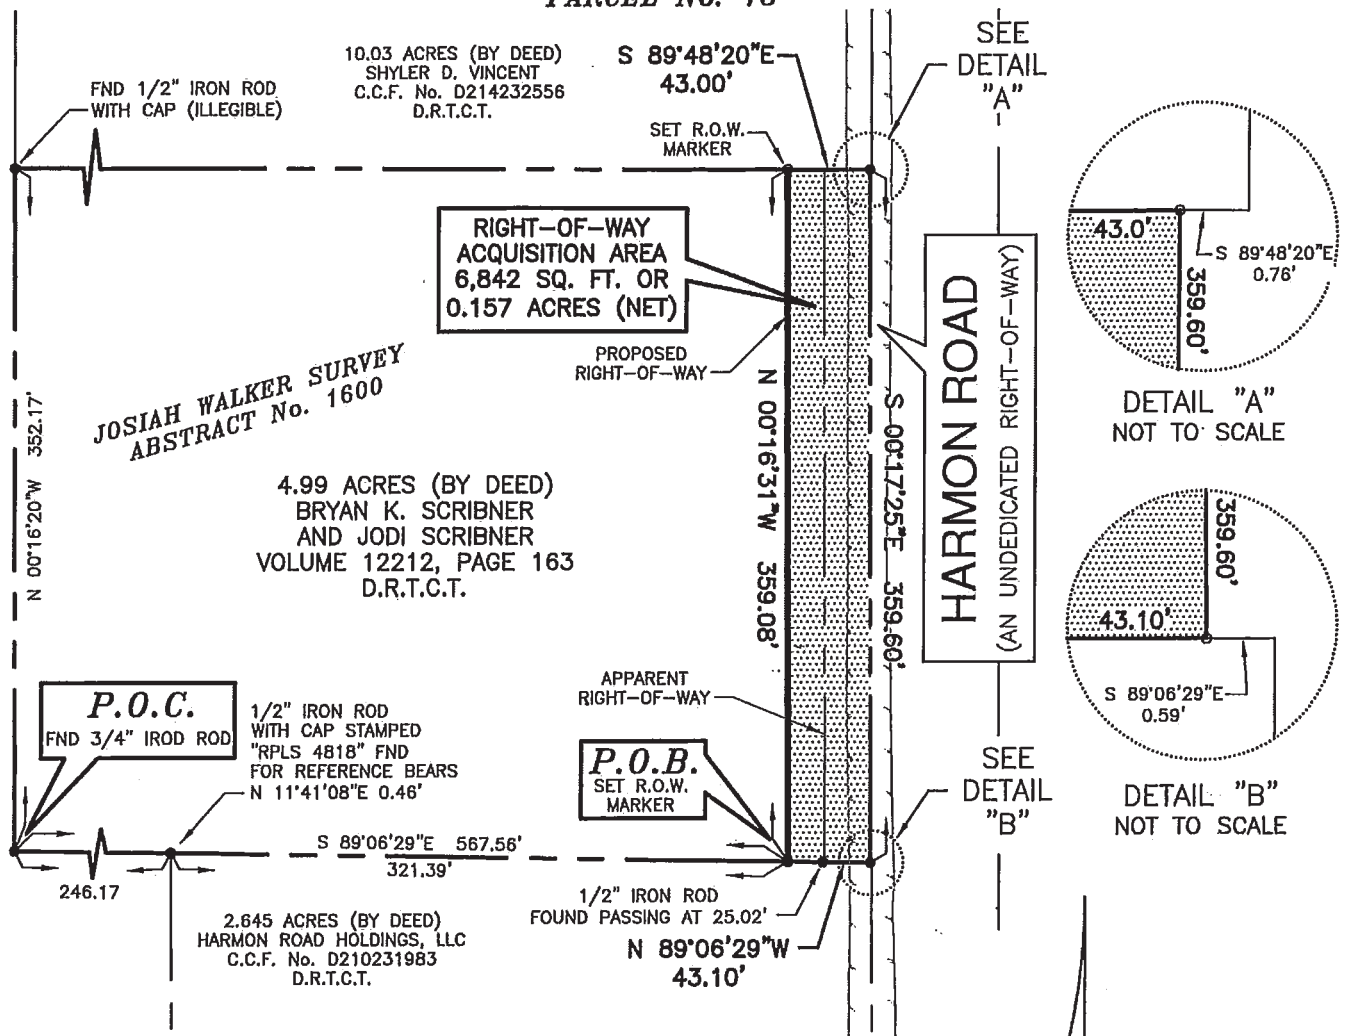 PARCEL NO. 78
10.03 ACRES (BY DEED)
SHYLER D. VINCENT
C.C.F. No. D214232556
D.R.T.C.T.
S 89°48'20"E
43.00'
SEE
DETAIL
"A"
FND 1/2" IRON ROD
WITH CAP (ILLEGIBLE)
SET R.O.W.
MARKER
RIGHT-OF-WAY
ACQUISITION AREA
6,842 SQ. FT. OR
0.157 ACRES (NET)
PROPOSED
RIGHT-OF-WAY
JOSIAH WALKER SURVEY
ABSTRACT No. 1600
N 00°16'20"W 352.17'
4.99 ACRES (BY DEED)
BRYAN K. SCRIBNER
AND JODI SCRIBNER
VOLUME 12212, PAGE 163
D.R.T.C.T.
N 00°16'31"W 359.08'
S 00°17'25"E 359.60'
HARMON ROAD
(AN UNDEDICATED RIGHT-OF-WAY)
43.0'
S 89°48'20"E
0.76'
359.60'
DETAIL "A"
NOT TO SCALE
359.60'
43.10'
S 89°06'29"E
0.59'
DETAIL "B"
NOT TO SCALE
P.O.C.
FND 3/4" IROD ROD
1/2" IRON ROD
WITH CAP STAMPED
"RPLS 4818" FND
FOR REFERENCE BEARS
N 11°41'08"E 0.46'
APPARENT
RIGHT-OF-WAY
P.O.B.
SET R.O.W.
MARKER
SEE
DETAIL
"B"
S 89°06'29"E 567.56'
246.17
321.39'
1/2" IRON ROD
FOUND PASSING AT 25.02'
N 89°06'29"W
43.10'
2.645 ACRES (BY DEED)
HARMON ROAD HOLDINGS, LLC
C.C.F. No. D210231983
D.R.T.C.T.